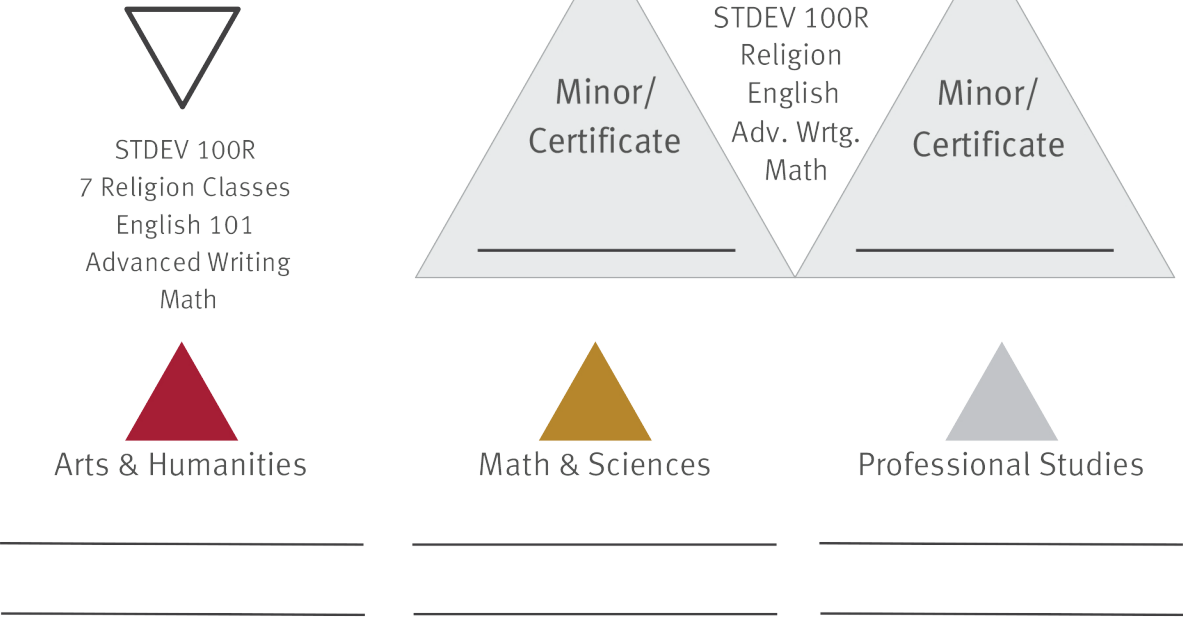 STDEV 100R
7 Religion Classes
English 101
Advanced Writing
Math
Minor/
Certificate
STDEV 100R
Religion
English
Adv. Wrtg.
Math
Minor/
Certificate
Arts & Humanities
Math & Sciences
Professional Studies